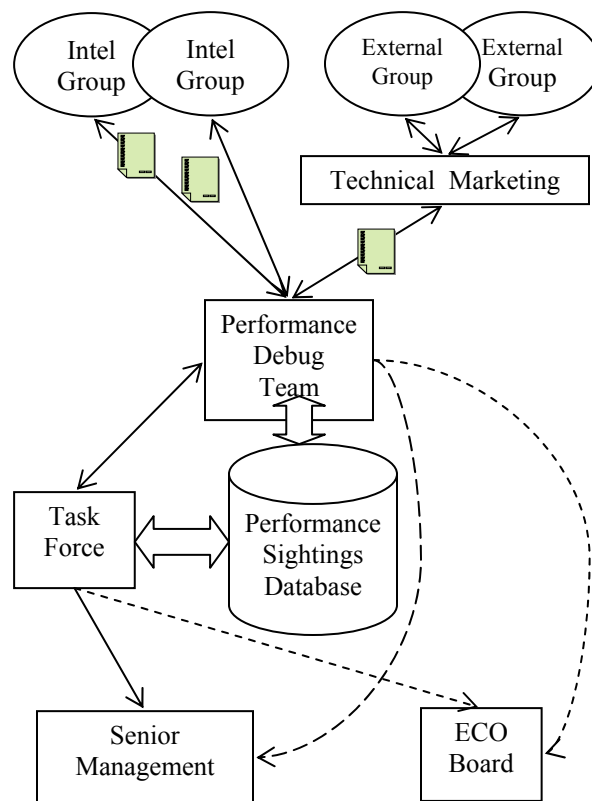 Intel
Group
Intel
Group
External
Group
External
Group
Technical Marketing
Performance
Debug
Team
Task
Force
Performance
Sightings
Database
Senior
Management
ECO
Board